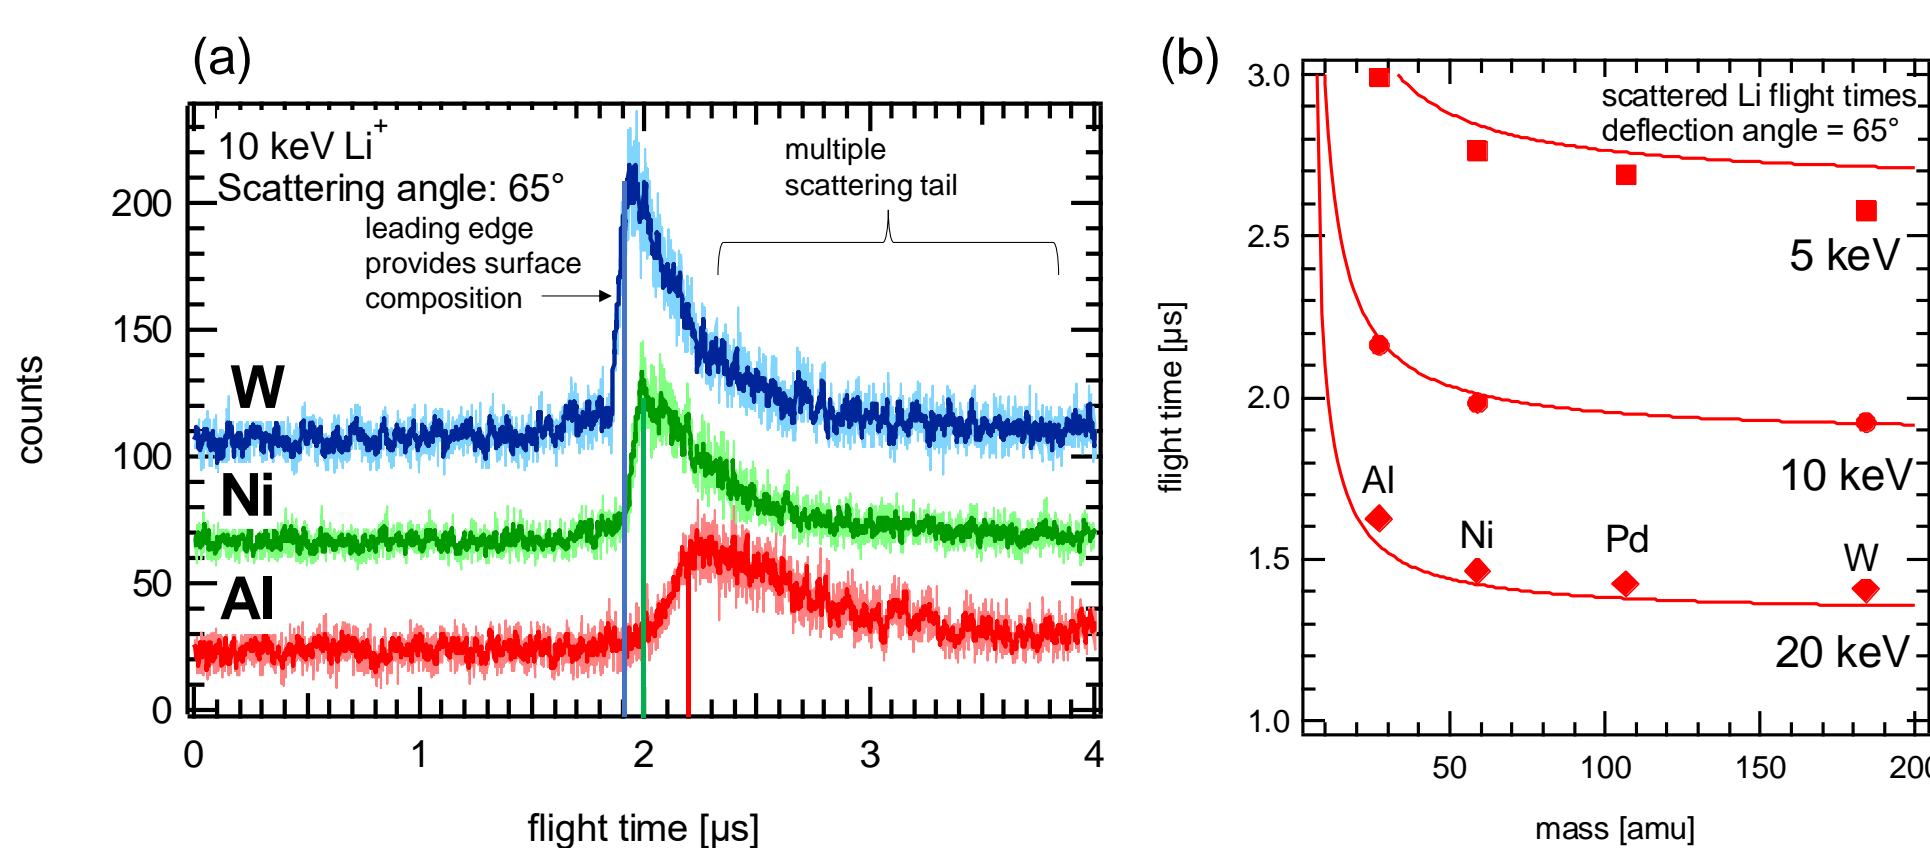 (a)
10 keV Li+
Scattering angle: 65°
leading edge
provides surface
composition
multiple
scattering tail
W
Ni
Al
counts
200
150
100
50
0
0 1 2 3 4
flight time [µs]
(b)
scattered Li flight times
deflection angle = 65°
5 keV
10 keV
Al
Ni
Pd
W
20 keV
flight time [µs]
3.0
2.5
2.0
1.5
1.0
50 100 150 200
mass [amu]